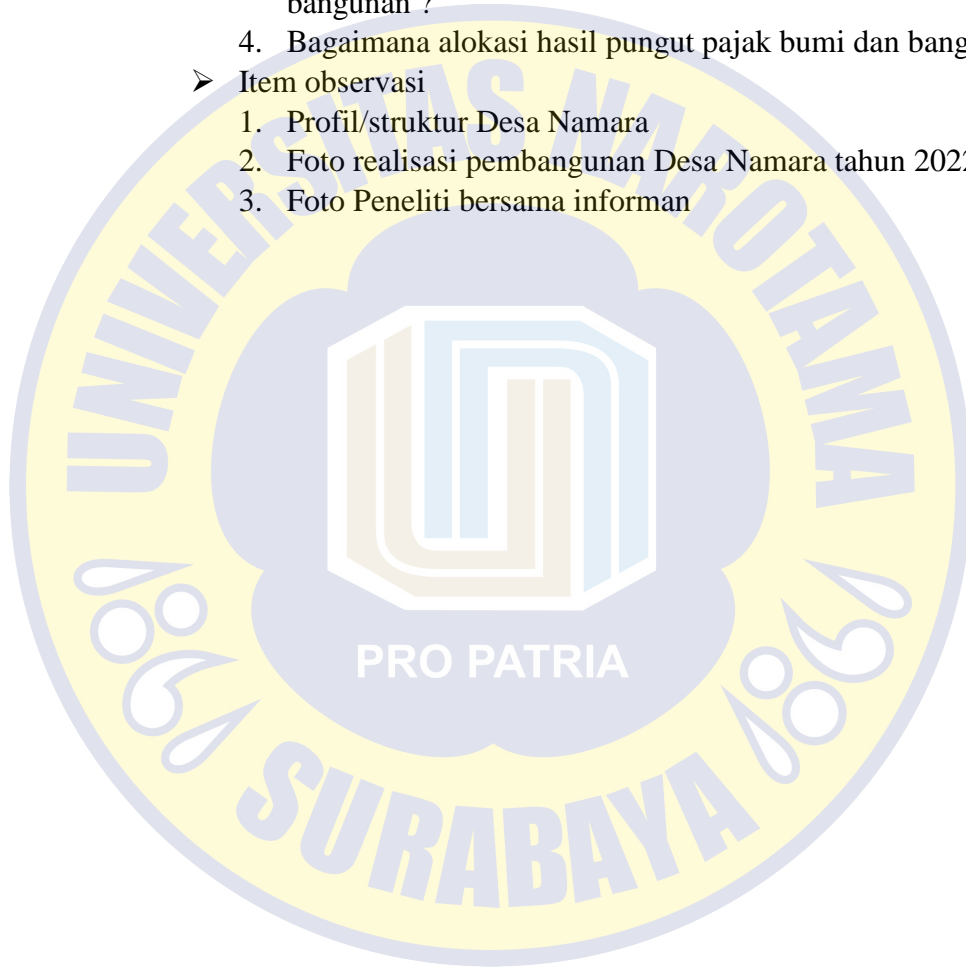 bangunan ?
4. Bagaimana alokasi hasil pungut pajak bumi dan bang
➢ Item observasi
1. Profil/struktur Desa Namara
2. Foto realisasi pembangunan Desa Namara tahun 2022
3. Foto Peneliti bersama informan
UNIVERSITAS NAROTAMA
PRO PATRIA
SURABAYA